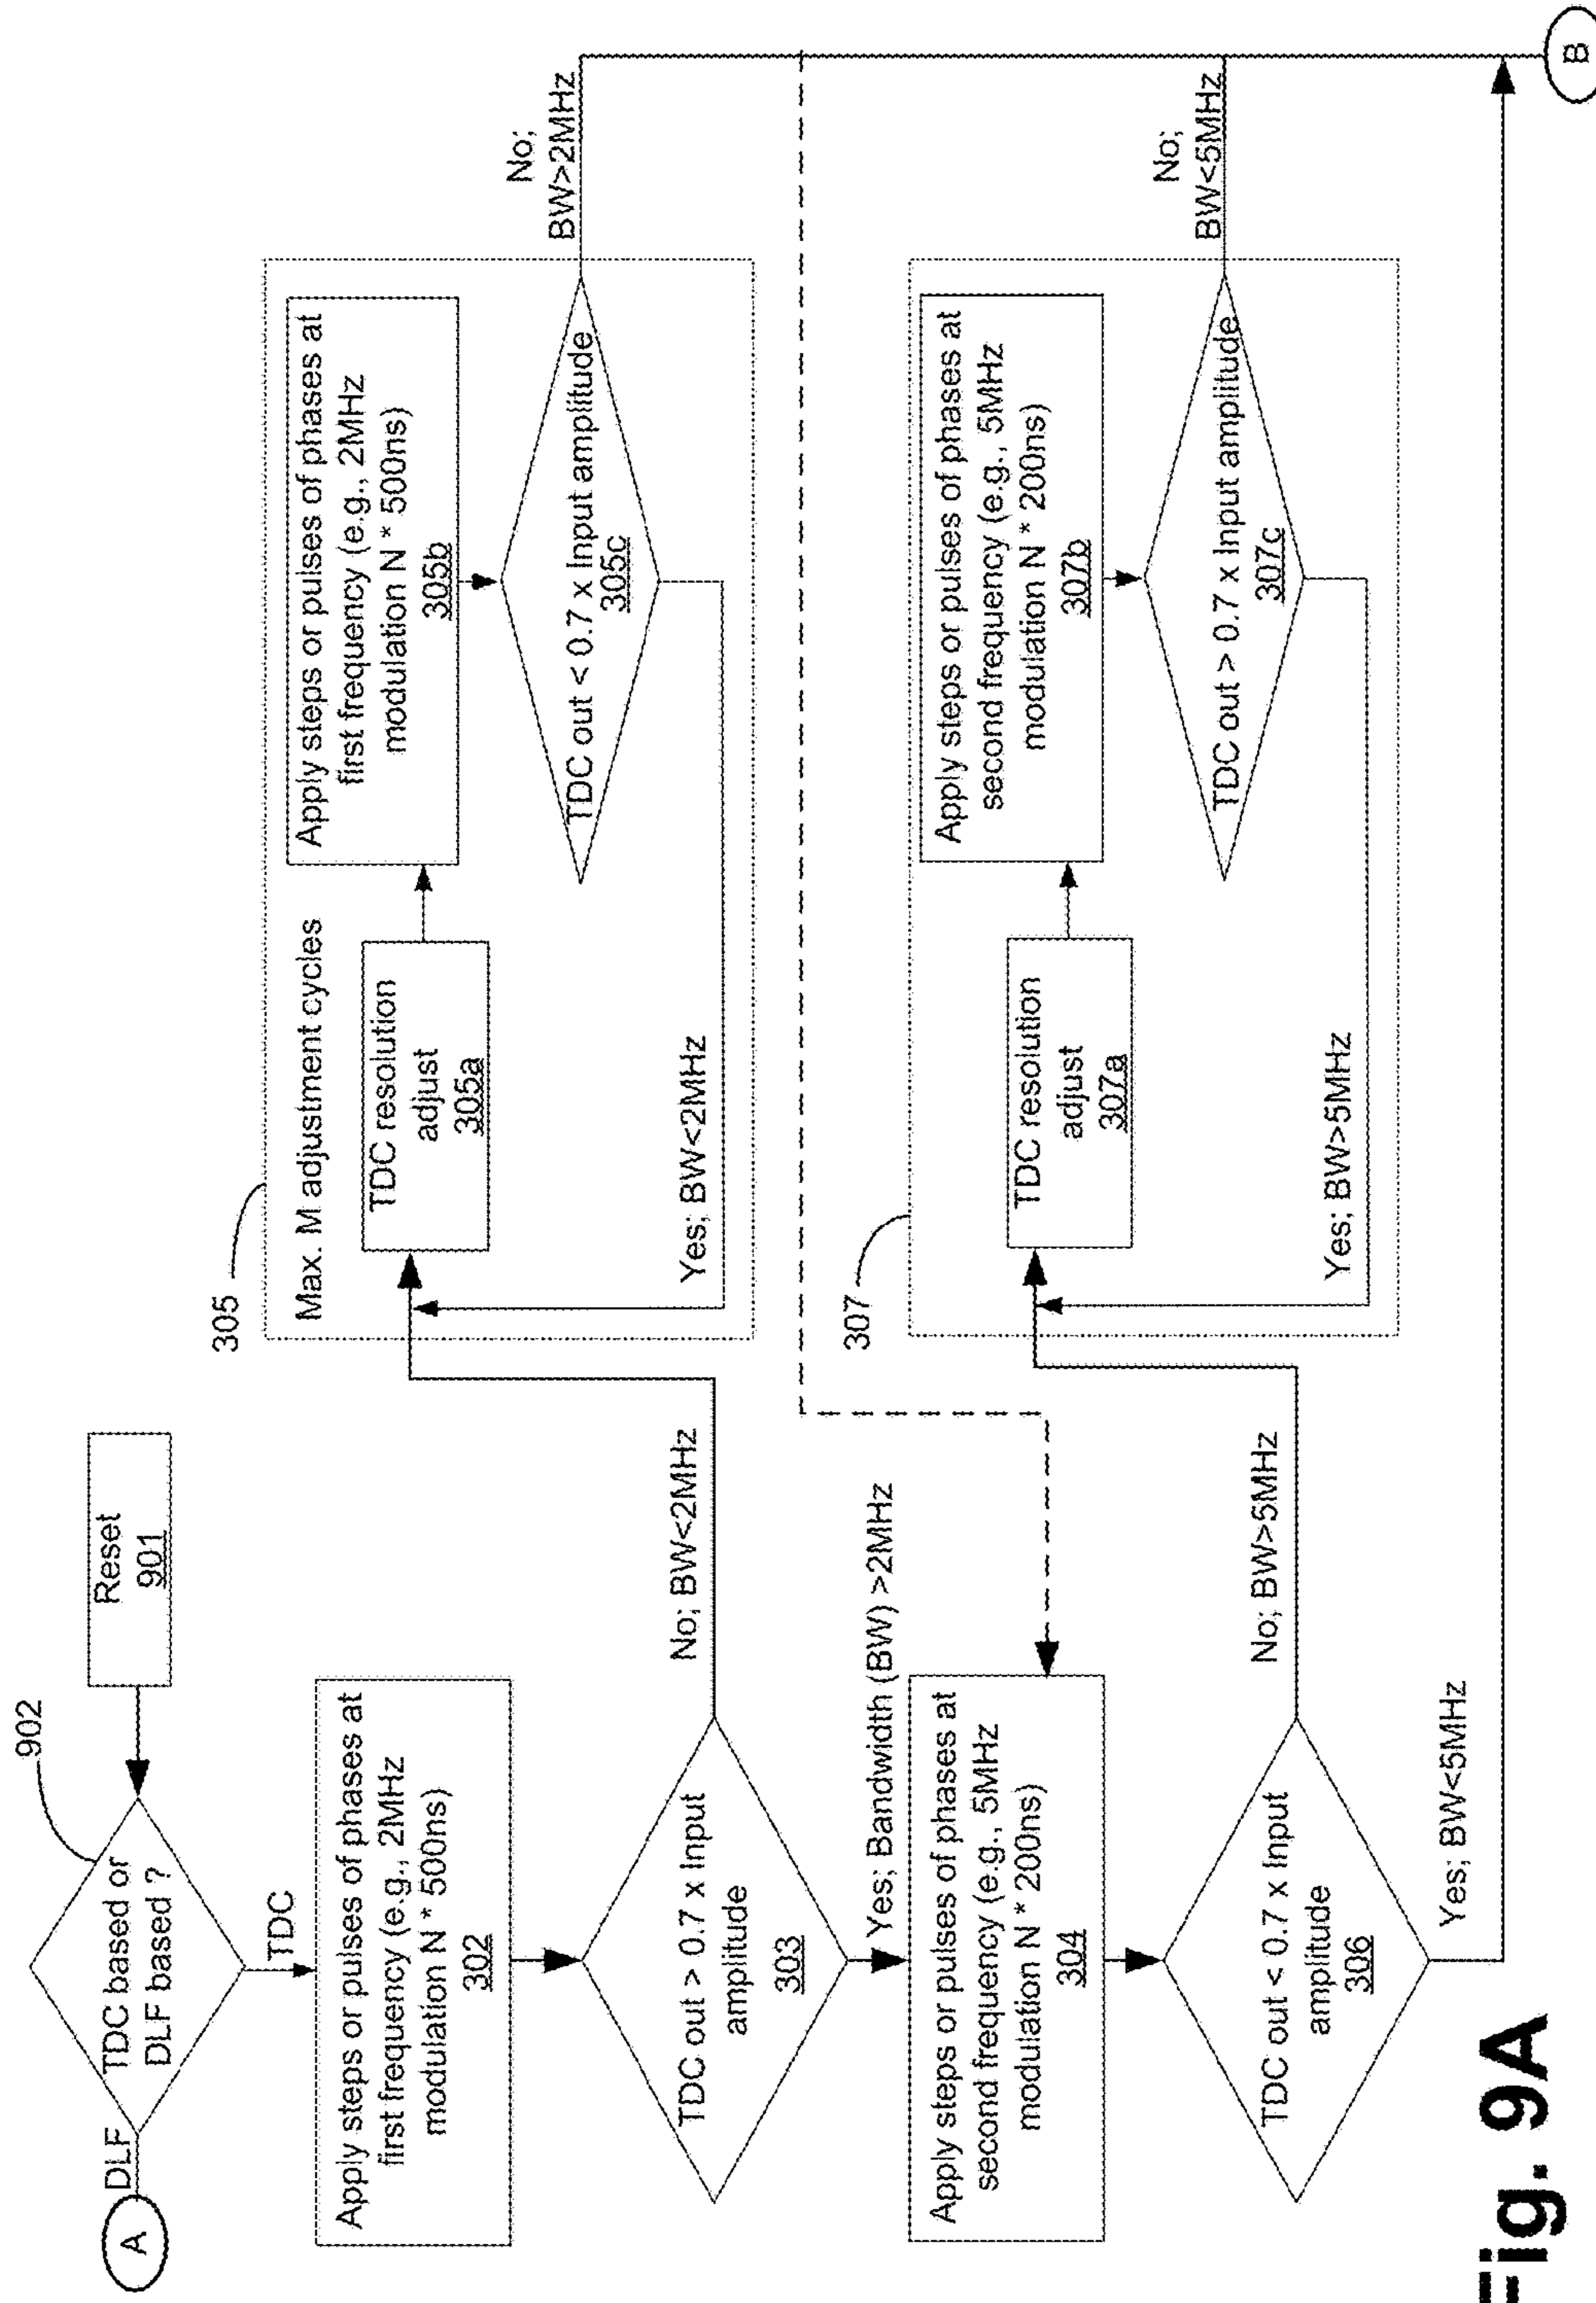 Reset
901
902
TDC based or
DLF based ?
DLF
A
TDC
Apply steps or pulses of phases at
first frequency (e.g., 2MHz
modulation N * 500ns)
302
TDC out > 0.7 x Input
amplitude
303
No; BW<2MHz
Yes; Bandwidth (BW) >2MHz
305
Max. M adjustment cycles
TDC resolution
adjust
305a
Apply steps or pulses of phases at
first frequency (e.g., 2MHz
modulation N * 500ns)
305b
TDC out < 0.7 x Input amplitude
305c
Yes; BW<2MHz
No;
BW>2MHz
Apply steps or pulses of phases at
second frequency (e.g., 5MHz
modulation N * 200ns)
304
TDC out < 0.7 x Input
amplitude
306
No; BW>5MHz
Yes; BW<5MHz
307
TDC resolution
adjust
307a
Apply steps or pulses of phases at
second frequency (e.g., 5MHz
modulation N * 200ns)
307b
TDC out > 0.7 x Input amplitude
307c
Yes; BW>5MHz
No;
BW<5MHz
B
Fig. 9A